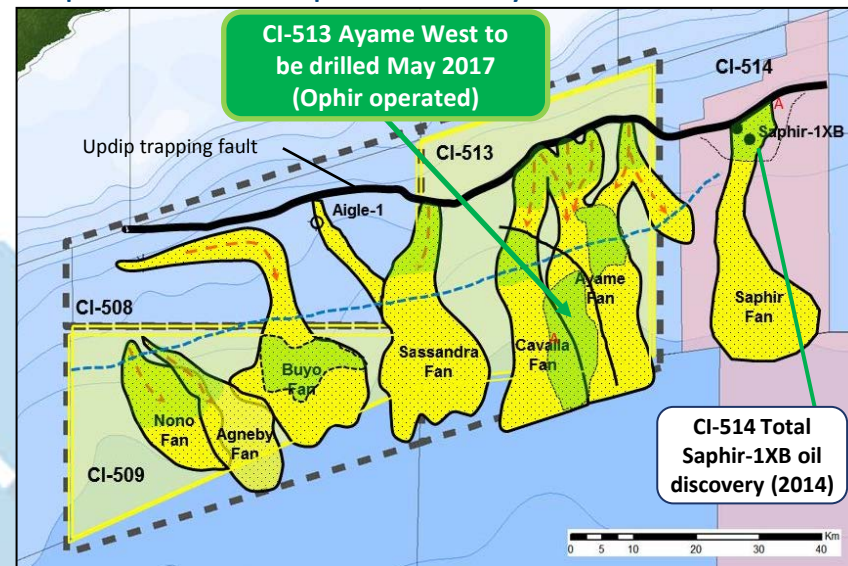 CI-513 Ayame West to
be drilled May 2017
(Ophir operated)
CI-514
A
Saphir-1XB
CI-513
Updip trapping fault
Aigle-1
CI-508
Ayame
Fan
Saphir
Fan
Buyo
Fan
Sassandra
Fan
A
Cavalla
Fan
Nono
Fan
Agneby
Fan
CI-509
CI-514 Total
Saphir-1XB oil
discovery (2014)
Km
0 5 10 20 30 40